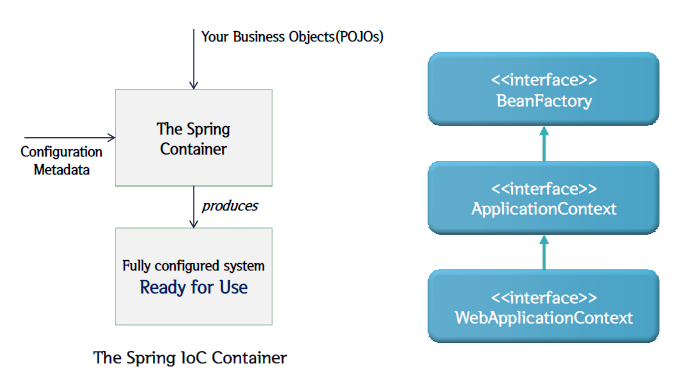 Your Business Objects(POJOs)
The Spring
Container
Configuration
Metadata
produces
Fully configured system
Ready for Use
The Spring IoC Container
<<interface>>
BeanFactory
<<interface>>
ApplicationContext
<<interface>>
WebApplicationContext